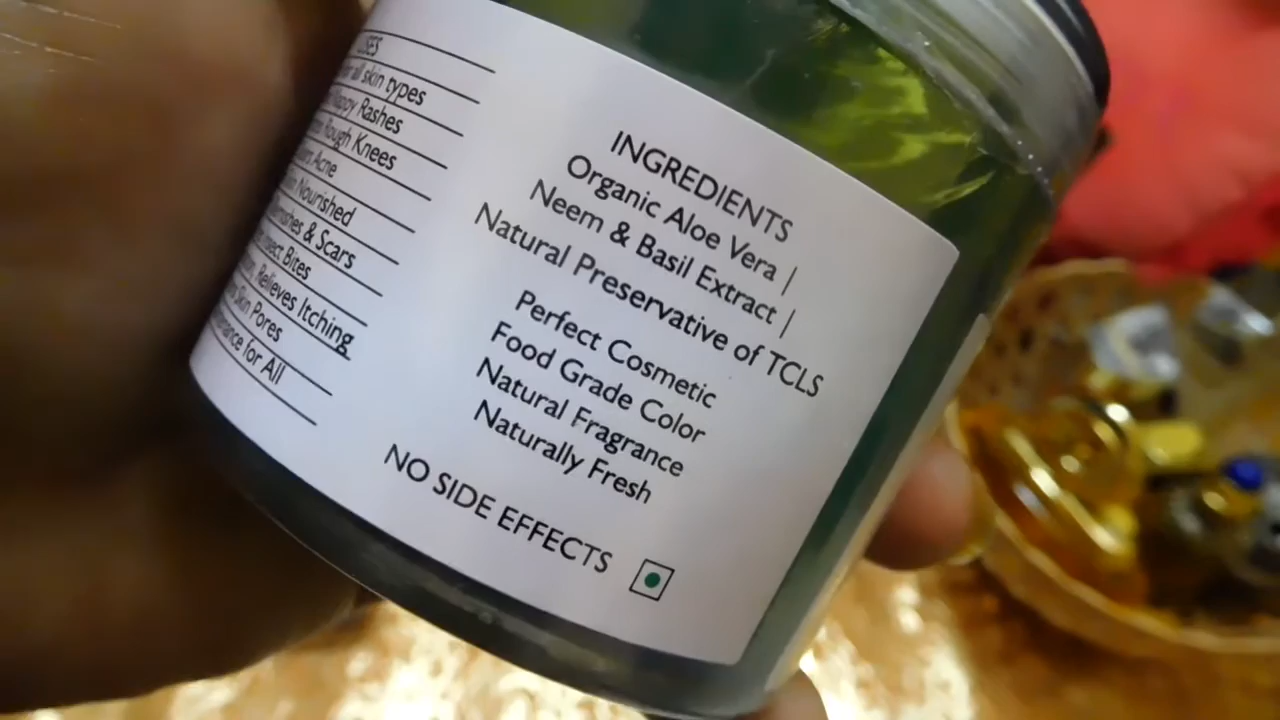 USES
all skin types
Rashes
Rough Knees
Acne
Nourished
& Scars
Bites
Relieves Itching
Skin Pores
for All
INGREDIENTS
Organic Aloe Vera |
Neem & Basil Extract |
Natural Preservative of TCLS
Perfect Cosmetic
Food Grade Color
Natural Fragrance
Naturally Fresh
NO SIDE EFFECTS